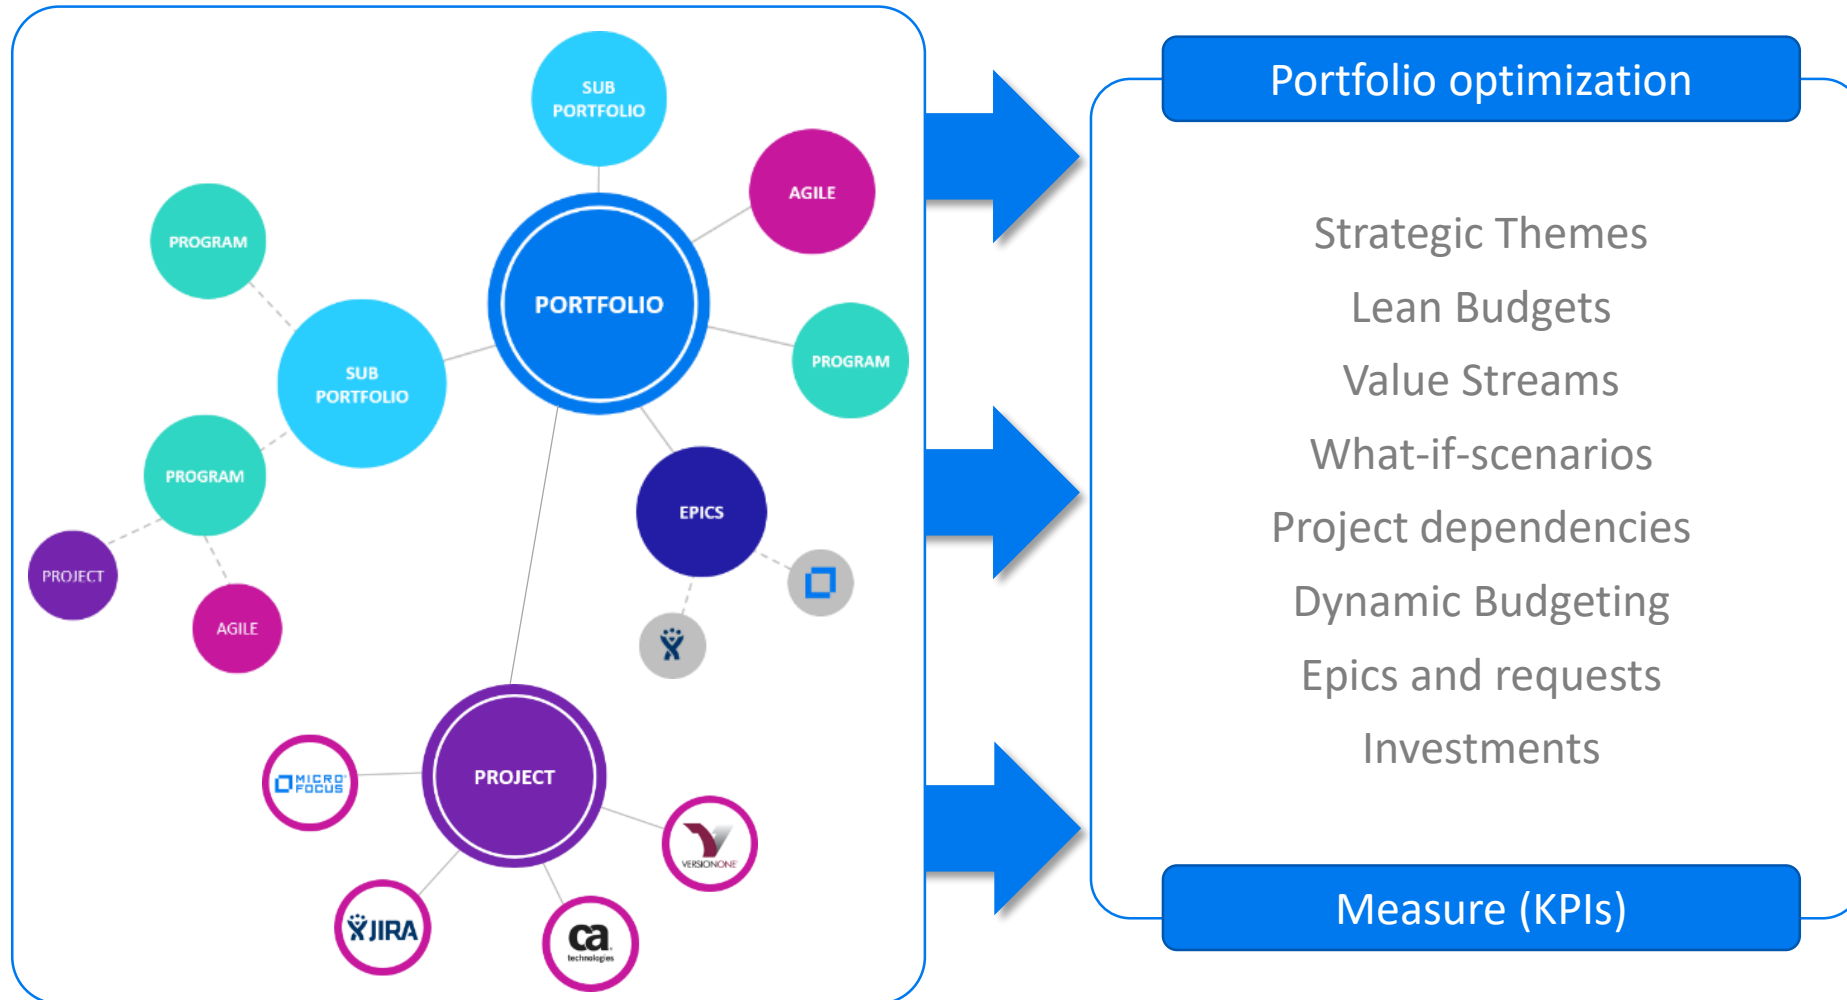 SUB
PORTFOLIO
AGILE
PROGRAM
PORTFOLIO
PROGRAM
SUB
PORTFOLIO
PROGRAM
EPICS
PROJECT
AGILE
PROJECT
MICRO
FOCUS
VERSIONONE
JIRA
ca
technologies
Portfolio optimization
Strategic Themes
Lean Budgets
Value Streams
What-if-scenarios
Project dependencies
Dynamic Budgeting
Epics and requests
Investments
Measure (KPIs)